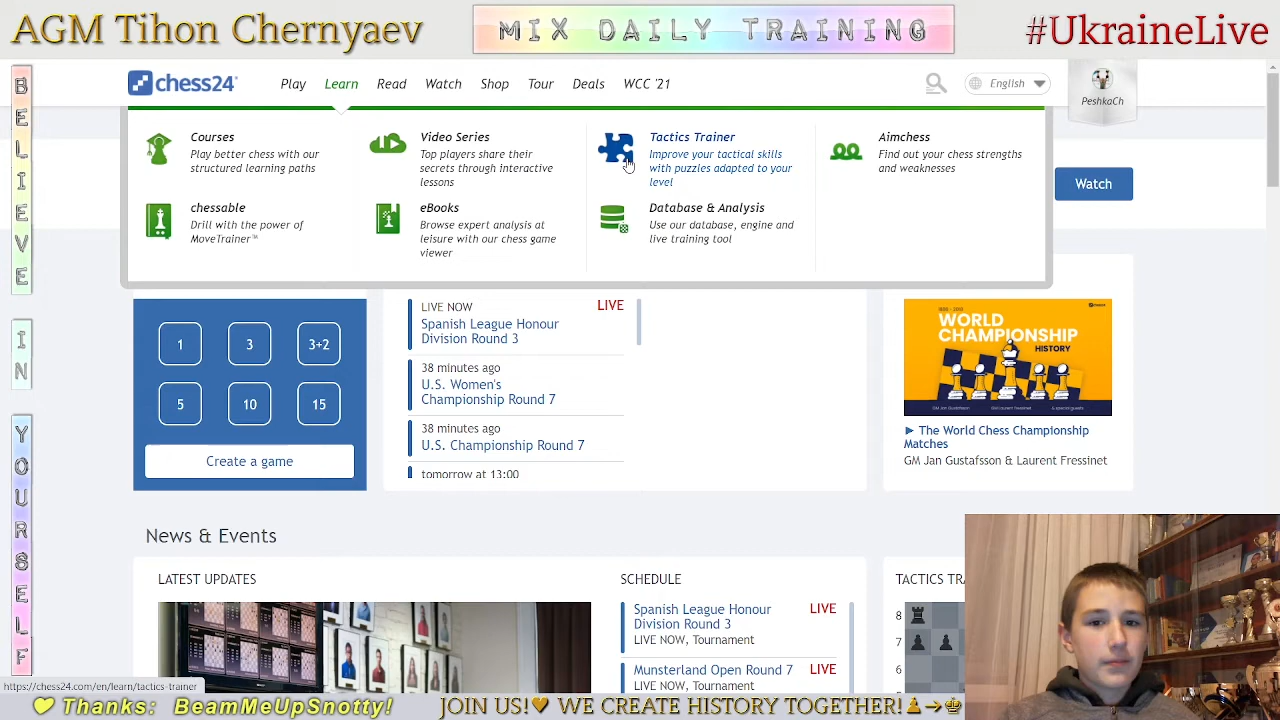 AGM Tihon Chernyaev
MIX DAILY TRAINING
#UkraineLive
BELIEVE
IN
YOURSELF
chess24
Play
Learn
Read
Watch
Shop
Tour
Deals
WCC '21
English
PeshkaCh
Courses
Play better chess with our
structured learning paths
Video Series
Top players share their
secrets through interactive
lessons
Tactics Trainer
Improve your tactical skills
with puzzles adapted to your
level
Aimchess
Find out your chess strengths
and weaknesses
chessable
Drill with the power of
MoveTrainer™
eBooks
Browse expert analysis at
leisure with our chess game
viewer
Database & Analysis
Use our database, engine and
live training tool
Watch
1
3
3+2
5
10
15
Create a game
LIVE NOW
LIVE
Spanish League Honour
Division Round 3
38 minutes ago
U.S. Women's
Championship Round 7
38 minutes ago
U.S. Championship Round 7
tomorrow at 13:00
WORLD
CHAMPIONSHIP
HISTORY
The World Chess Championship
Matches
GM Jan Gustafsson & Laurent Fressinet
News & Events
LATEST UPDATES
SCHEDULE
Spanish League Honour
Division Round 3
LIVE
LIVE NOW, Tournament
Munsterland Open Round 7
LIVE
LIVE NOW, Tournament
TACTICS TRA
8
7
6
https://chess24.com/en/learn/tactics-trainer
Thanks: BeamMeUpSnotty!
JOIN US!♥ WE CREATE HISTORY TOGETHER!♟→♚